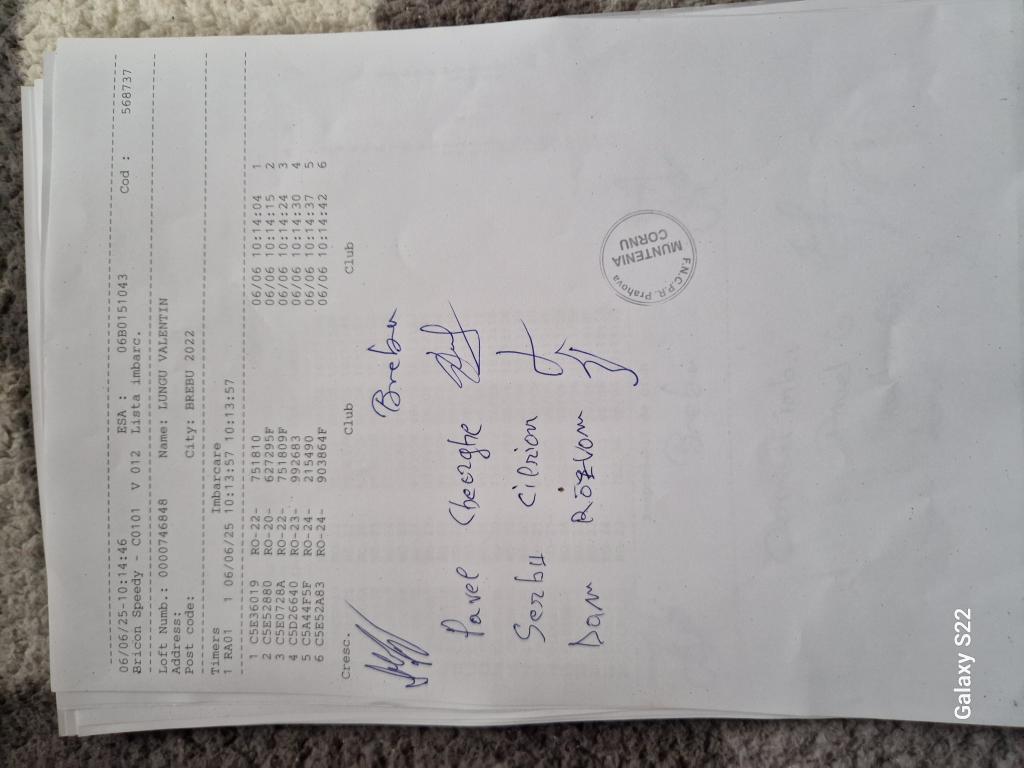 06/06/25-10:14:46 ESA : 06B0151043 Cod : 568737
Bricon Speedy - C0101 V 012 Lista imbarc.
Loft Numb.: 0000746848 Name: LUNGU VALENTIN
Address:
Post code: City: BREBU 2022
Timers Imbarcare
1 RA01 1 06/06/25 10:13:57 10:13:57
1 C5E36019 RO-22- 751810 06/06 10:14:04 1
2 C5E52880 RO-20- 627295F 06/06 10:14:15 2
3 C5E0728A RO-22- 751809F 06/06 10:14:24 3
4 C5D26640 RO-23- 992683 06/06 10:14:30 4
5 C5A44F5F RO-24- 215490 06/06 10:14:37 5
6 C5E52A83 RO-24- 903864F 06/06 10:14:42 6
Cresc. Club Club
Brebu
Pavel Gheorghe
Serbu
Dam
F.N.C.P.R. Prahova
MUNTENIA
CORNU
Galaxy S22